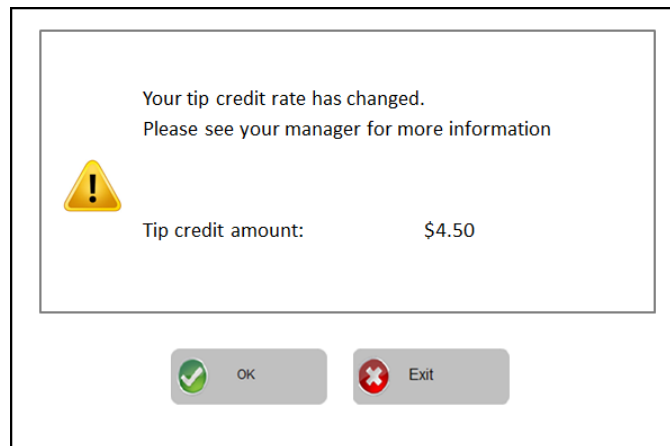 Your tip credit rate has changed.
Please see your manager for more information
Tip credit amount: $4.50
OK Exit